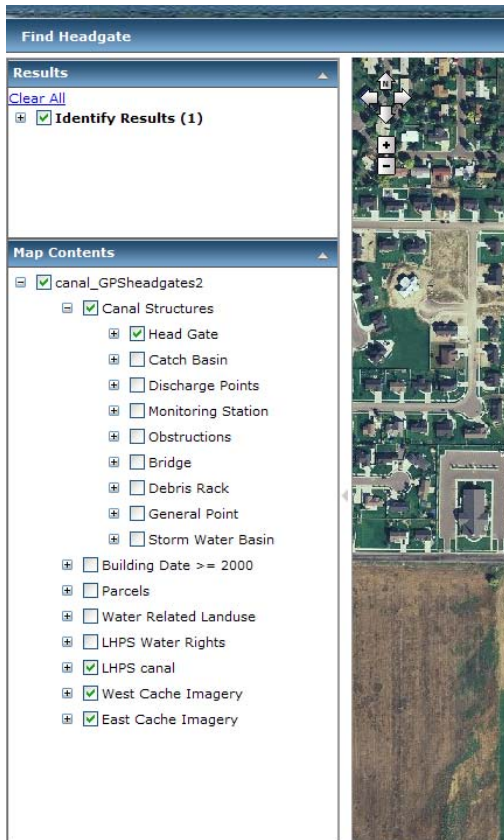 Find Headgate
Results
Clear All
Identify Results (1)
Map Contents
canal_GPSheadgates2
Canal Structures
Head Gate
Catch Basin
Discharge Points
Monitoring Station
Obstructions
Bridge
Debris Rack
General Point
Storm Water Basin
Building Date >= 2000
Parcels
Water Related Landuse
LHPS Water Rights
LHPS canal
West Cache Imagery
East Cache Imagery
N